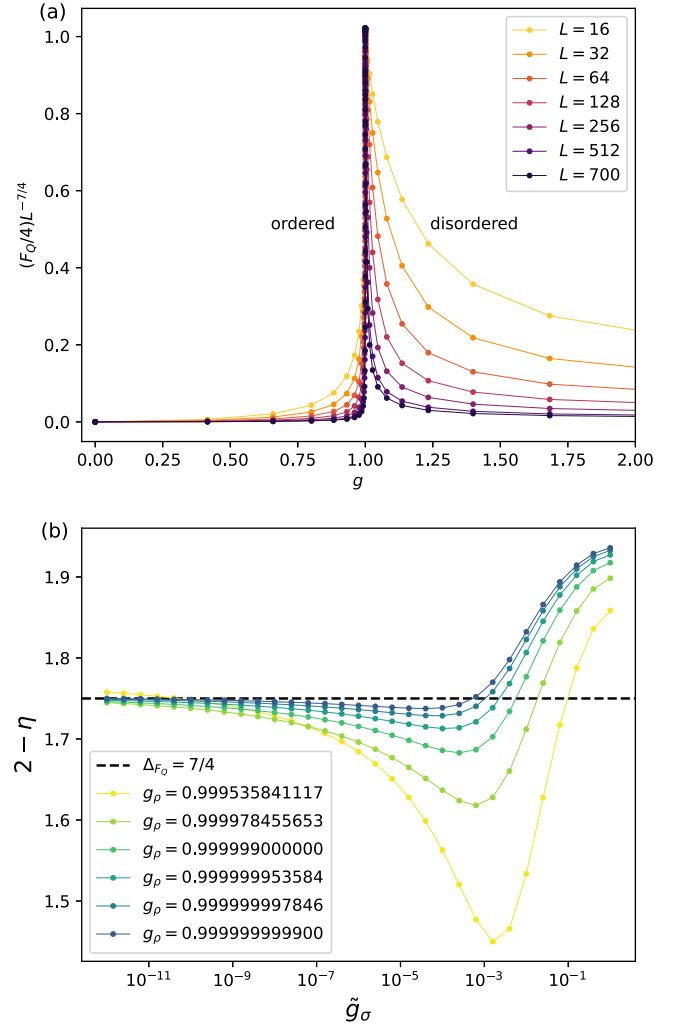 (a)
1.0
0.8
0.6
0.4
0.2
0.0
(F_Q/4)L^{-7/4}
L = 16
L = 32
L = 64
L = 128
L = 256
L = 512
L = 700
ordered
disordered
0.00 0.25 0.50 0.75 1.00 1.25 1.50 1.75 2.00
g
(b)
1.9
1.8
1.7
1.6
1.5
2 − η
Δ_{F_Q} = 7/4
g_ρ = 0.999535841117
g_ρ = 0.999978455653
g_ρ = 0.999999000000
g_ρ = 0.999999953584
g_ρ = 0.999999997846
g_ρ = 0.999999999900
10^{-11} 10^{-9} 10^{-7} 10^{-5} 10^{-3} 10^{-1}
g̃_σ